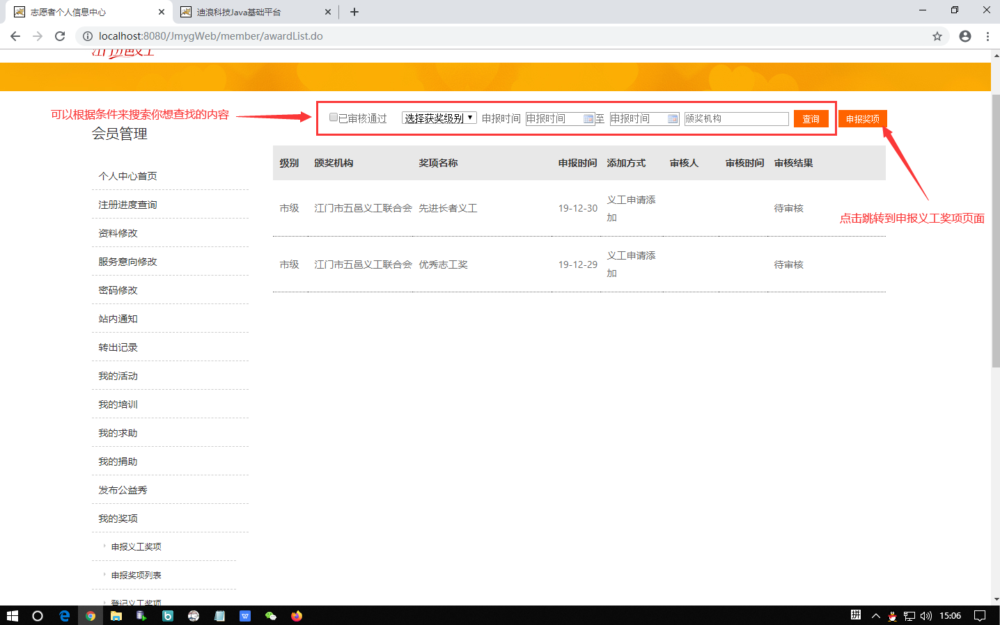 志愿者个人信息中心
迪浪科技Java基础平台
localhost:8080/JmygWeb/member/awardList.do
江门五邑义工
可以根据条件来搜索你想查找的内容
已审核通过 选择获奖级别 申报时间 申报时间 至 申报时间 颁奖机构 查询 申报奖项
会员管理
级别 颁奖机构 奖项名称 申报时间 添加方式 审核人 审核时间 审核结果
市级 江门市五邑义工联合会 先进长者义工 19-12-30 义工申请添
加 待审核
点击跳转到申报义工奖项页面
市级 江门市五邑义工联合会 优秀志工奖 19-12-29 义工申请添
加 待审核
个人中心首页
注册进度查询
资料修改
服务意向修改
密码修改
站内通知
转出记录
我的活动
我的培训
我的求助
我的捐助
发布公益秀
我的奖项
申报义工奖项
申报奖项列表
登记义工奖项
拼 15:06